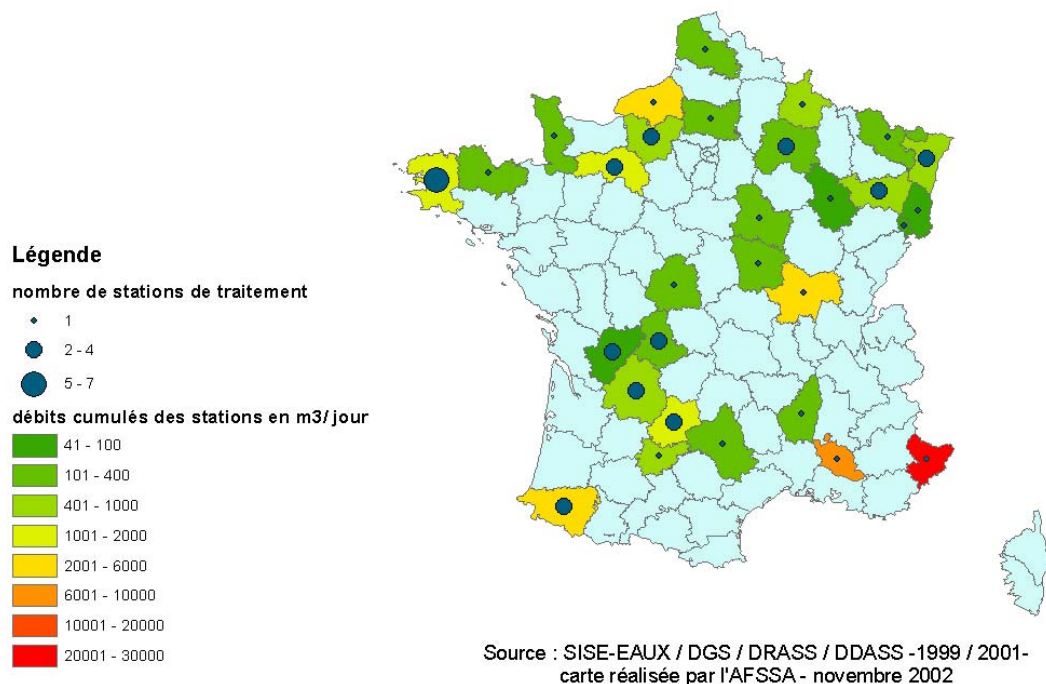 Légende
nombre de stations de traitement
1
2 - 4
5 - 7
débits cumulés des stations en m3/ jour
41 - 100
101 - 400
401 - 1000
1001 - 2000
2001 - 6000
6001 - 10000
10001 - 20000
20001 - 30000
Source : SISE-EAUX / DGS / DRASS / DDASS -1999 / 2001-
carte réalisée par l'AFSSA - novembre 2002